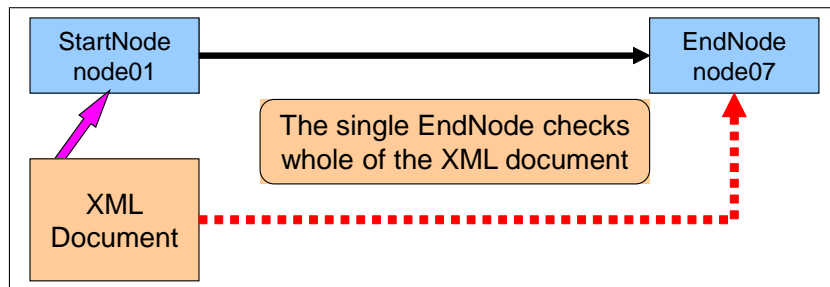 StartNode
node01
EndNode
node07
The single EndNode checks
whole of the XML document
XML
Document